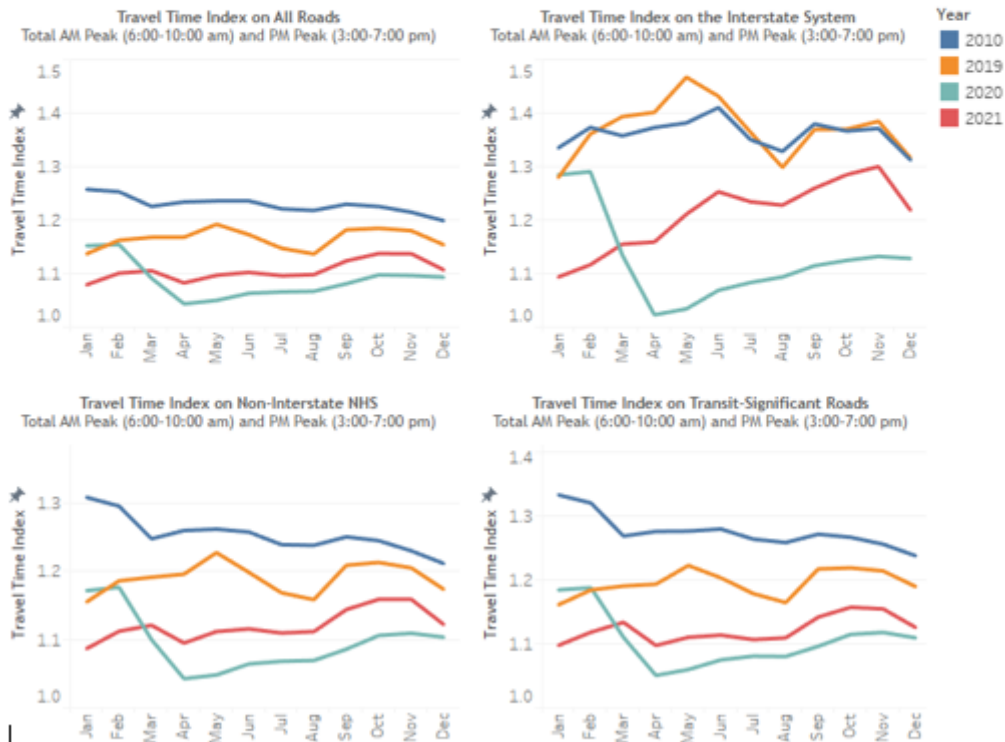 Travel Time Index on All Roads
Total AM Peak (6:00-10:00 am) and PM Peak (3:00-7:00 pm)
Travel Time Index
1.5
1.4
1.3
1.2
1.1
1.0
Jan Feb Mar Apr May Jun Jul Aug Sep Oct Nov Dec
Travel Time Index on the Interstate System
Total AM Peak (6:00-10:00 am) and PM Peak (3:00-7:00 pm)
Travel Time Index
1.5
1.4
1.3
1.2
1.1
1.0
Jan Feb Mar Apr May Jun Jul Aug Sep Oct Nov Dec
Year
2010
2019
2020
2021
Travel Time Index on Non-Interstate NHS
Total AM Peak (6:00-10:00 am) and PM Peak (3:00-7:00 pm)
Travel Time Index
1.3
1.2
1.1
1.0
Jan Feb Mar Apr May Jun Jul Aug Sep Oct Nov Dec
Travel Time Index on Transit-Significant Roads
Total AM Peak (6:00-10:00 am) and PM Peak (3:00-7:00 pm)
Travel Time Index
1.4
1.3
1.2
1.1
1.0
Jan Feb Mar Apr May Jun Jul Aug Sep Oct Nov Dec